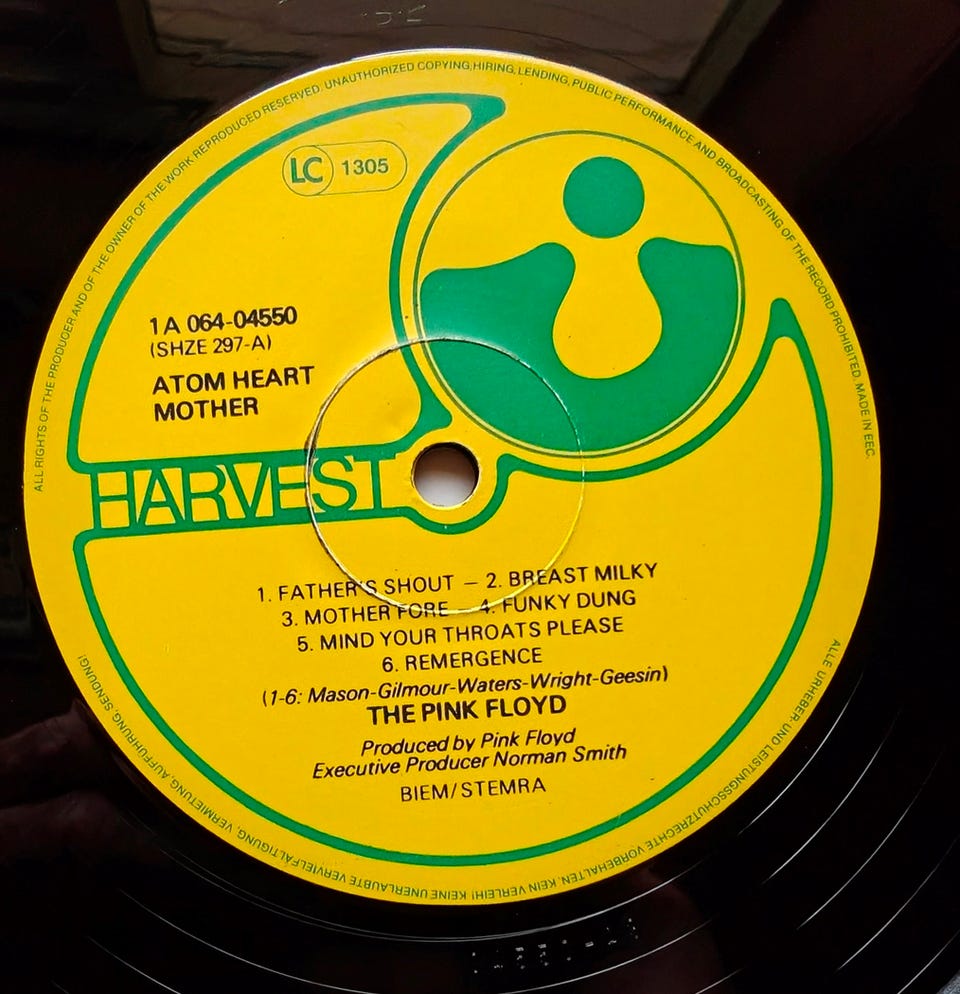 ALL RIGHTS OF THE PRODUCER AND OF THE OWNER OF THE WORK REPRODUCED RESERVED. UNAUTHORIZED COPYING, HIRING, LENDING, PUBLIC PERFORMANCE AND BROADCASTING OF THE RECORD PROHIBITED. MADE IN EEC.
LC 1305
1A 064-04550
(SHZE 297-A)
ATOM HEART
MOTHER
HARVEST
1. FATHER'S SHOUT – 2. BREAST MILKY
3. MOTHER FORE – 4. FUNKY DUNG
5. MIND YOUR THROATS PLEASE
6. REMERGENCE
(1-6: Mason-Gilmour-Waters-Wright-Geesin)
THE PINK FLOYD
Produced by Pink Floyd
Executive Producer Norman Smith
BIEM/STEMRA
ALLE URHEBER- UND LEISTUNGSSCHUTZRECHTE VORBEHALTEN. KEIN VERLEIH! KEINE UNERLAUBTE VERVIELFÄLTIGUNG, VERMIETUNG, AUFFÜHRUNG, SENDUNG!